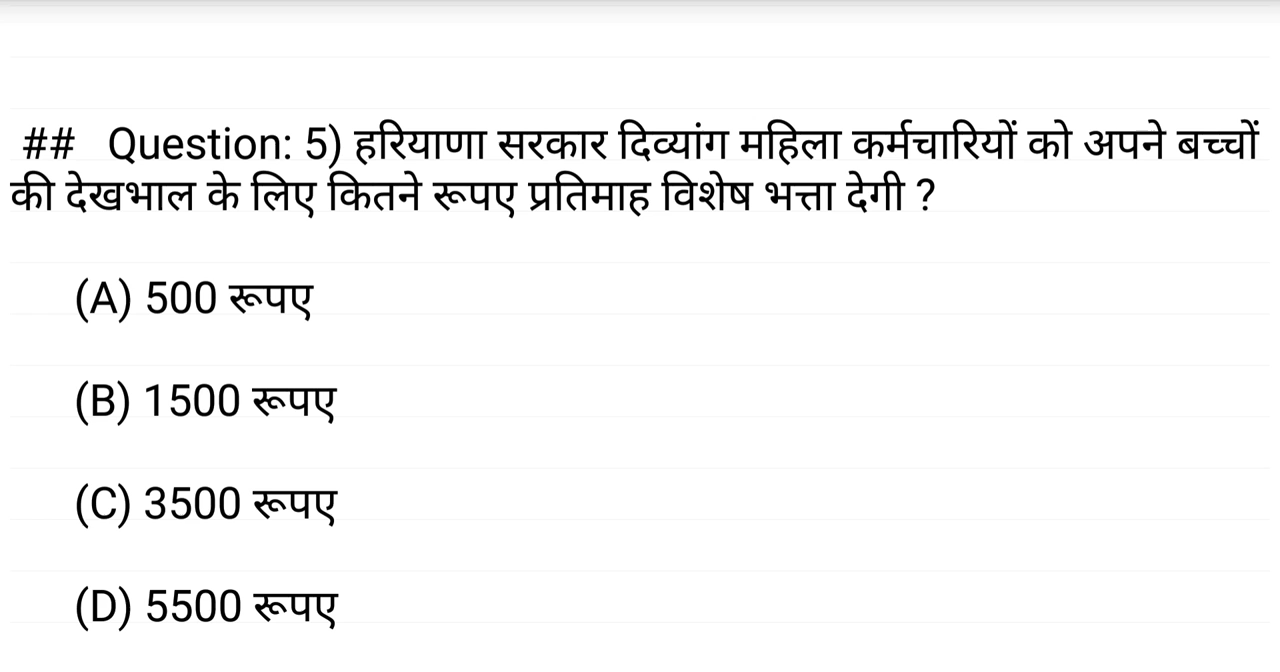 ## Question: 5) हरियाणा सरकार दिव्यांग महिला कर्मचारियों को अपने बच्चों
की देखभाल के लिए कितने रूपए प्रतिमाह विशेष भत्ता देगी ?
(A) 500 रूपए
(B) 1500 रूपए
(C) 3500 रूपए
(D) 5500 रूपए